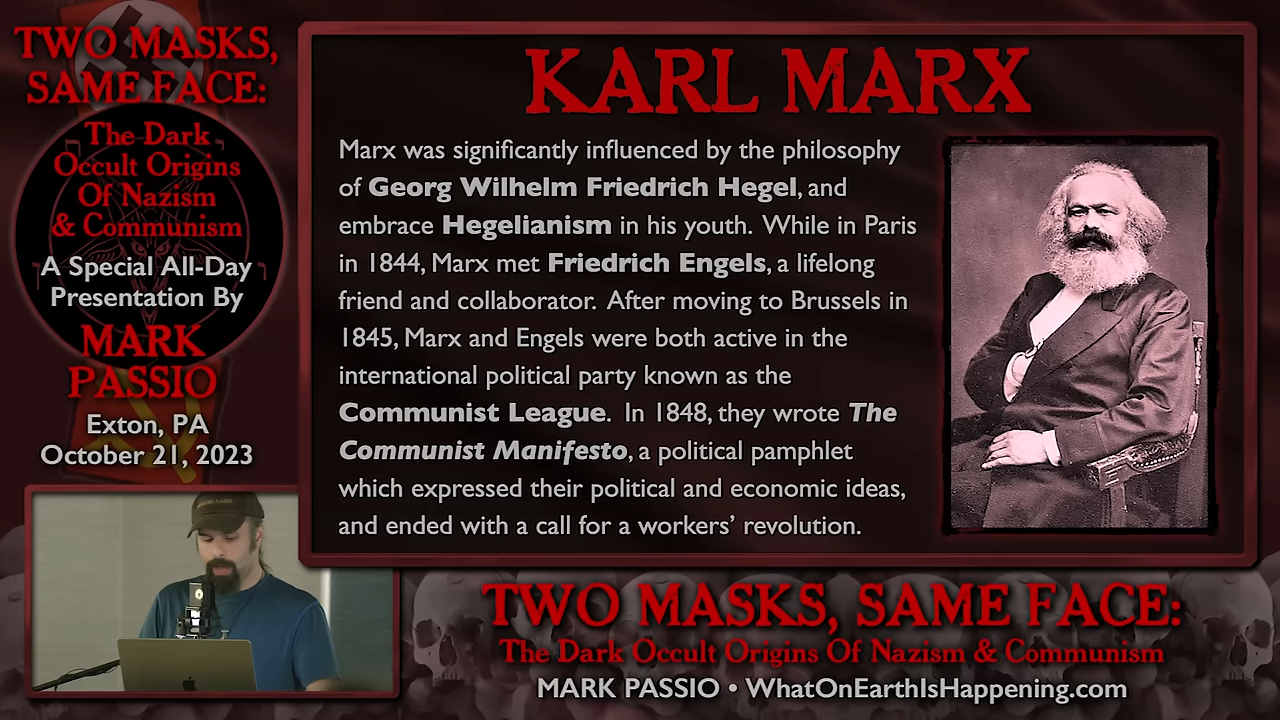 TWO MASKS,
SAME FACE:
The Dark
Occult Origins
Of Nazism
& Communism
A Special All-Day
Presentation By
MARK
PASSIO
Exton, PA
October 21, 2023
KARL MARX
Marx was significantly influenced by the philosophy
of Georg Wilhelm Friedrich Hegel, and
embrace Hegelianism in his youth. While in Paris
in 1844, Marx met Friedrich Engels, a lifelong
friend and collaborator. After moving to Brussels in
1845, Marx and Engels were both active in the
international political party known as the
Communist League. In 1848, they wrote The
Communist Manifesto, a political pamphlet
which expressed their political and economic ideas,
and ended with a call for a workers’ revolution.
TWO MASKS, SAME FACE:
The Dark Occult Origins Of Nazism & Communism
MARK PASSIO • WhatOnEarthIsHappening.com